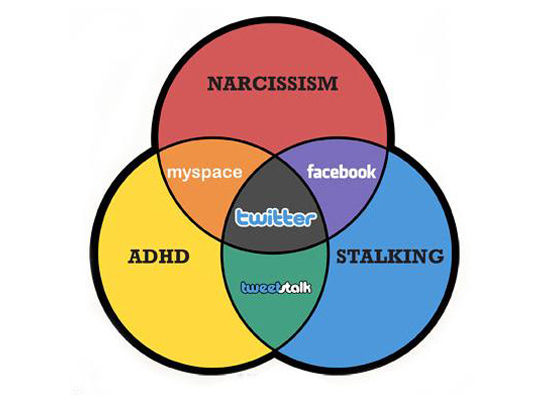 NARCISSISM
myspace
facebook
twitter
ADHD
STALKING
tweetstalk